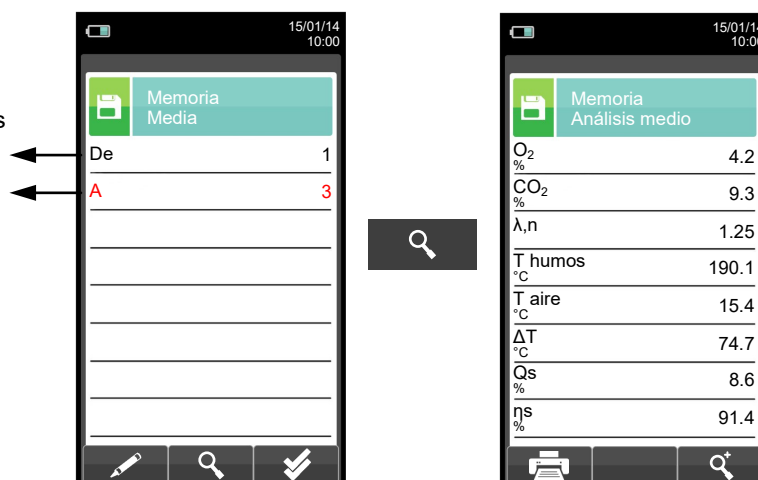 15/01/14
10:00
s
Memoria
Media
De 1
A 3
15/01/14
10:00
Memoria
Análisis medio
O₂
% 4.2
CO₂
% 9.3
λ,n 1.25
T humos
°C 190.1
T aire
°C 15.4
ΔT
°C 74.7
Qs
% 8.6
ηs
% 91.4